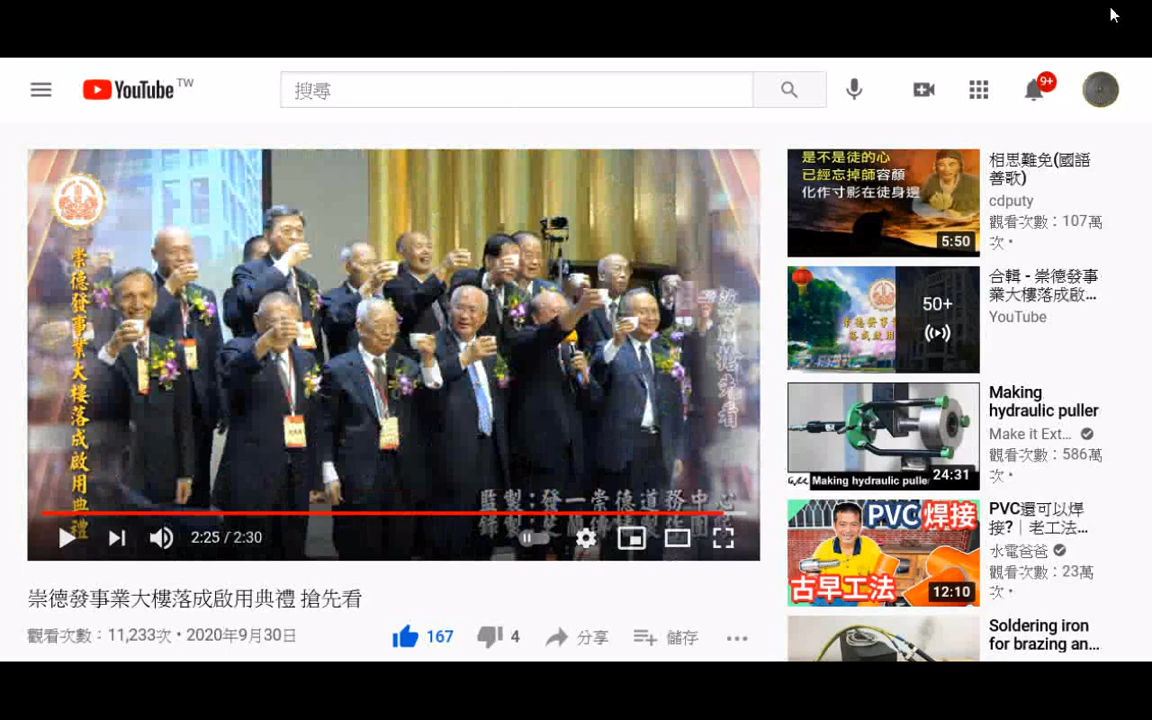 YouTube TW
搜尋
9+
崇德發事業大樓落成啟用典禮
搶先看
監製:發一崇德道務中心
2:25 / 2:30
崇德發事業大樓落成啟用典禮 搶先看
觀看次數：11,233次 • 2020年9月30日
167
4
分享
儲存
是不是徒的心
已經忘掉師容顏
化作寸影在徒身邊
5:50
相思難免(國語
善歌)
cdputy
觀看次數：107萬
次 •
50+
合輯 - 崇德發事
業大樓落成啟...
YouTube
Making hydraulic pulle
24:31
Making
hydraulic puller
Make it Ext...
觀看次數：586萬
次 •
PVC 焊接
古早工法
12:10
PVC還可以焊
接?｜老工法...
水電爸爸
觀看次數：23萬
次 •
Soldering iron
for brazing an...